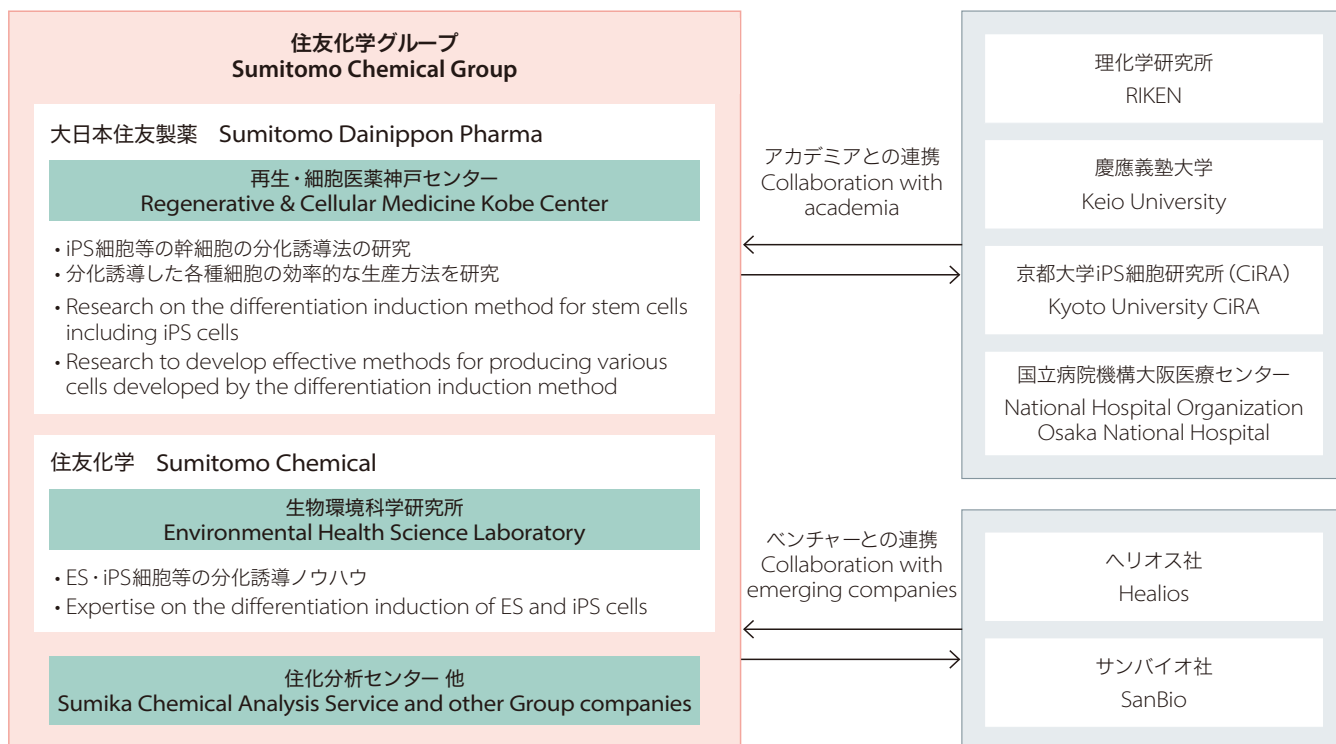 住友化学グループ
Sumitomo Chemical Group
大日本住友製薬 Sumitomo Dainippon Pharma
再生・細胞医薬神戸センター
Regenerative & Cellular Medicine Kobe Center
• iPS細胞等の幹細胞の分化誘導法の研究
• 分化誘導した各種細胞の効率的な生産方法を研究
• Research on the differentiation induction method for stem cells
including iPS cells
• Research to develop effective methods for producing various
cells developed by the differentiation induction method
住友化学 Sumitomo Chemical
生物環境科学研究所
Environmental Health Science Laboratory
• ES・iPS細胞等の分化誘導ノウハウ
• Expertise on the differentiation induction of ES and iPS cells
住化分析センター 他
Sumika Chemical Analysis Service and other Group companies
アカデミアとの連携
Collaboration with
academia
ベンチャーとの連携
Collaboration with
emerging companies
理化学研究所
RIKEN
慶應義塾大学
Keio University
京都大学iPS細胞研究所（CiRA）
Kyoto University CiRA
国立病院機構大阪医療センター
National Hospital Organization
Osaka National Hospital
ヘリオス社
Healios
サンバイオ社
SanBio